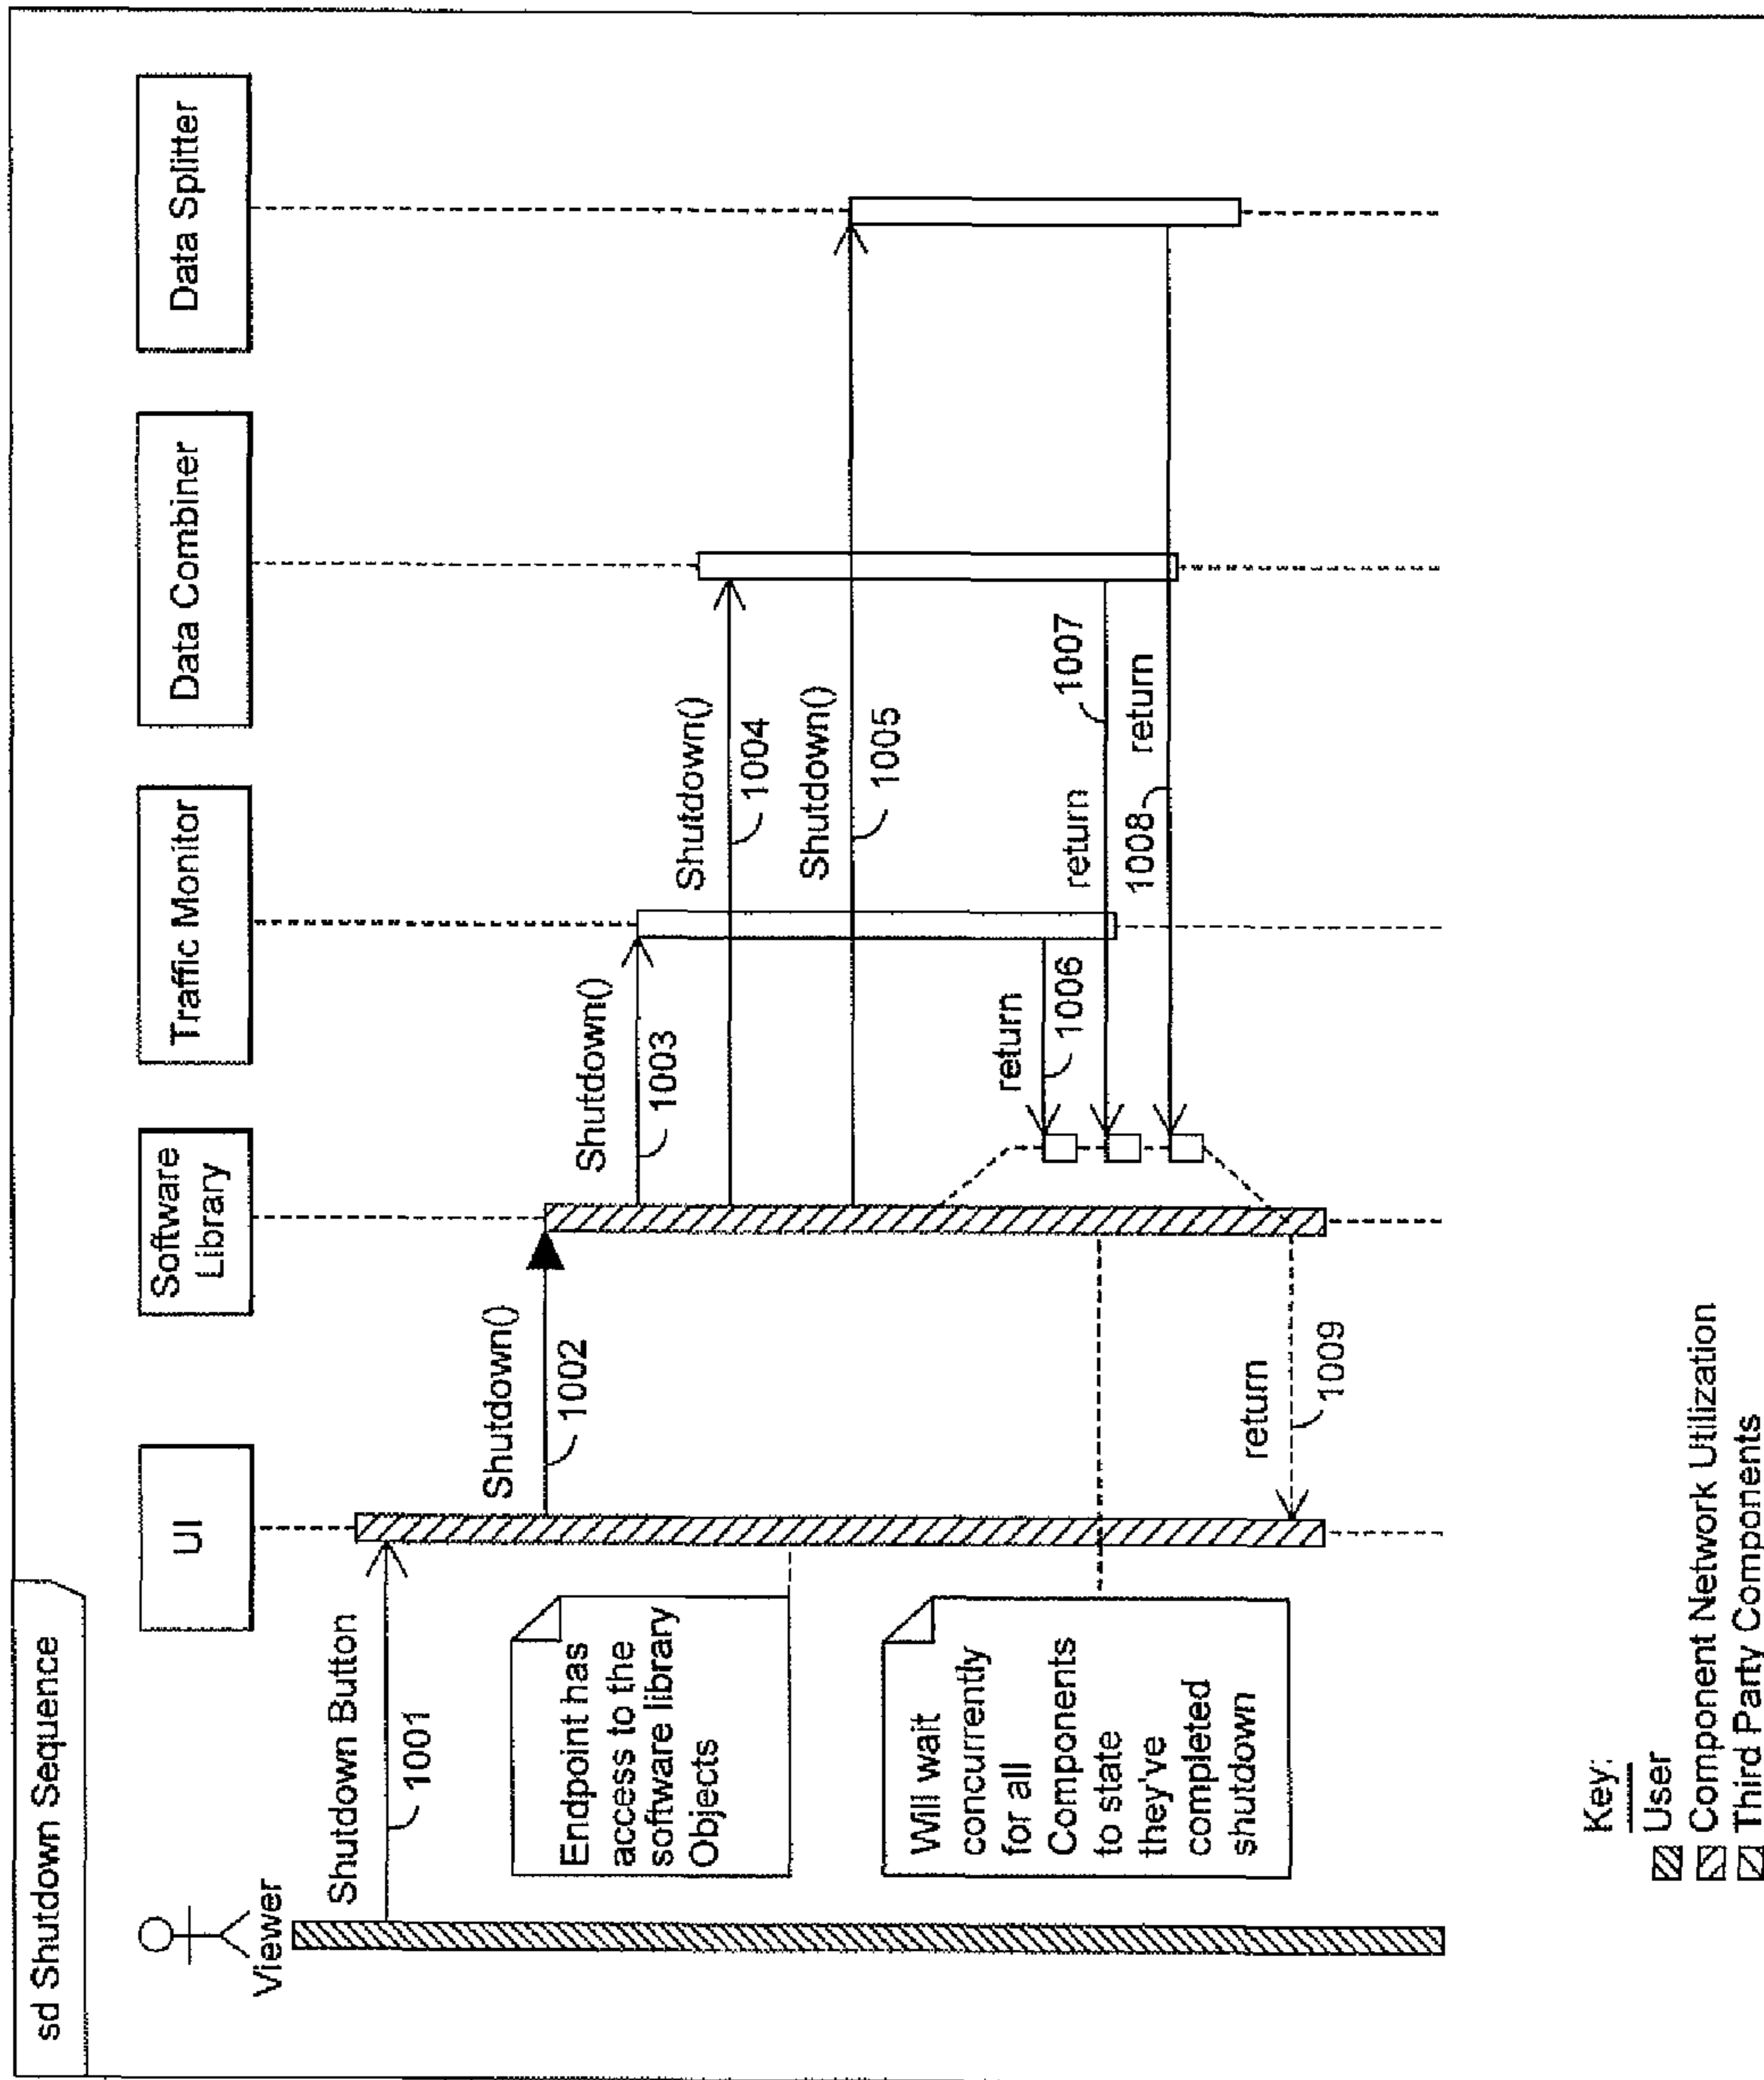 sd Shutdown Sequence
Viewer
UI
Software
Library
Traffic Monitor
Data Combiner
Data Splitter
Shutdown Button
1001
Shutdown()
1002
Shutdown()
1003
Shutdown()
1004
Shutdown()
1005
Endpoint has
access to the
software library
Objects
Will wait
concurrently
for all
Components
to state
they've
completed
shutdown
return
1006
return
1007
1008
return
return
1009
Key:
User
Component Network Utilization
Third Party Components